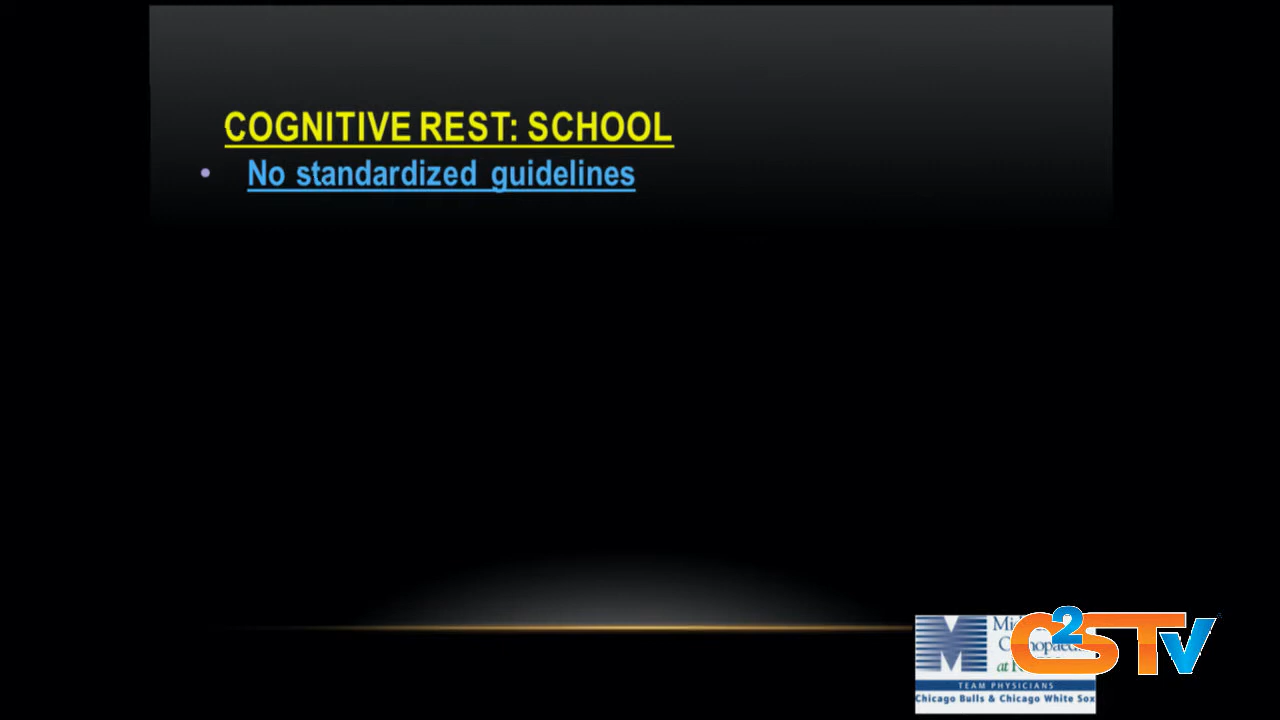 COGNITIVE REST: SCHOOL
• No standardized guidelines
C2STV
TEAM PHYSICIANS
Chicago Bulls & Chicago White Sox